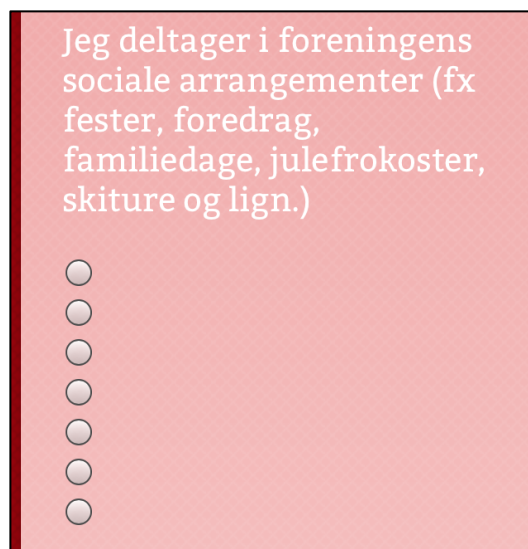 Jeg deltager i foreningens
sociale arrangementer (fx
fester, foredrag,
familiedage, julefrokoster,
skiture og lign.)